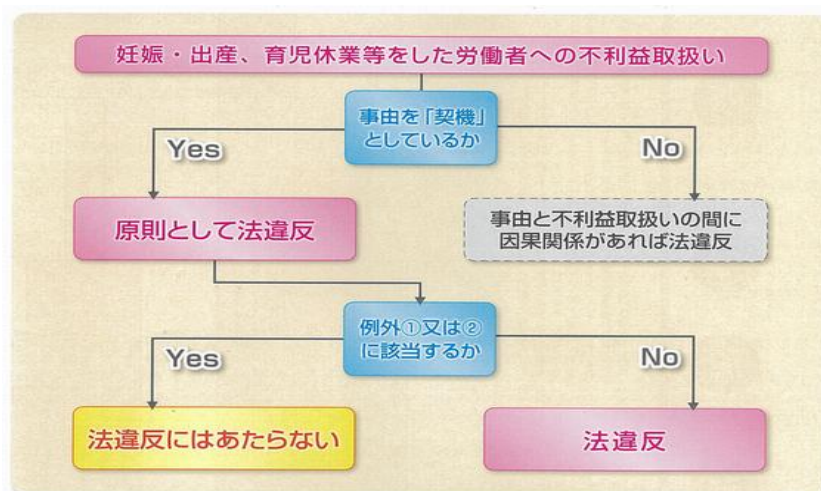 妊娠・出産、育児休業等をした労働者への不利益取扱い
事由を「契機」
としているか
Yes
No
原則として法違反
事由と不利益取扱いの間に
因果関係があれば法違反
例外①又は②
に該当するか
Yes
No
法違反にはあたらない
法違反